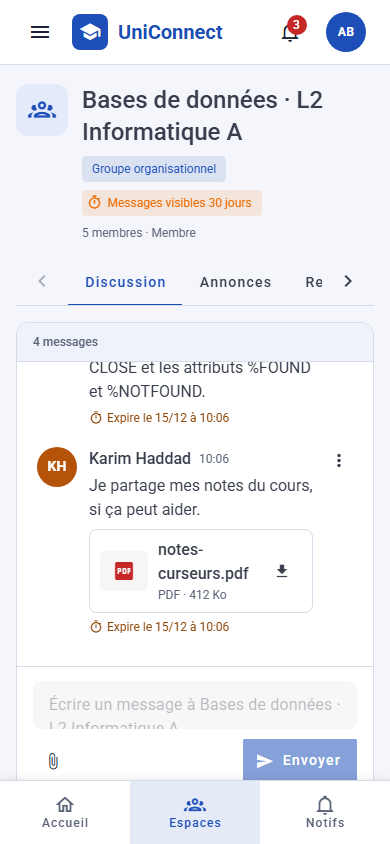 UniConnect
3
AB
Bases de données · L2
Informatique A
Groupe organisationnel
Messages visibles 30 jours
5 membres · Membre
Discussion
Annonces
Re
4 messages
CLOSE et les attributs %FOUND
et %NOTFOUND.
Expire le 15/12 à 10:06
KH
Karim Haddad 10:06
Je partage mes notes du cours,
si ça peut aider.
PDF
notes-
curseurs.pdf
PDF · 412 Ko
Expire le 15/12 à 10:06
Écrire un message à Bases de données ·
L2 Informatique A
Envoyer
Accueil
Espaces
Notifs